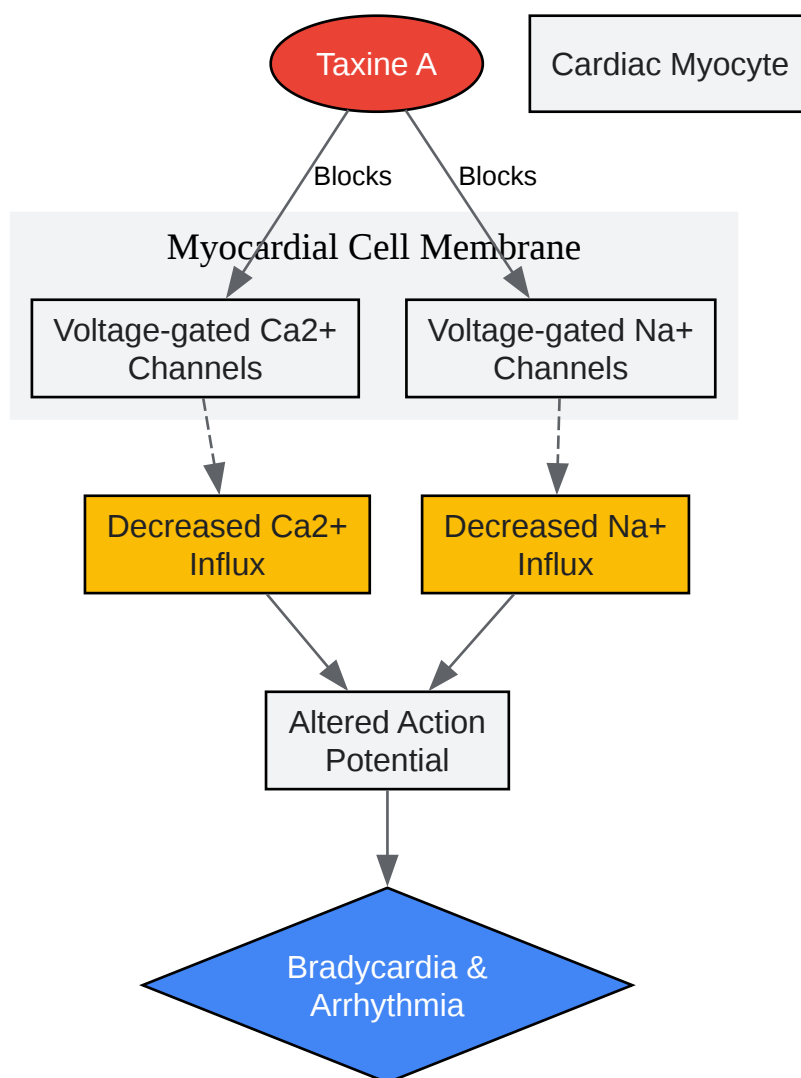 Taxine A
Cardiac Myocyte
Blocks
Blocks
Myocardial Cell Membrane
Voltage-gated Ca2+
Channels
Voltage-gated Na+
Channels
Decreased Ca2+
Influx
Decreased Na+
Influx
Altered Action
Potential
Bradycardia &
Arrhythmia